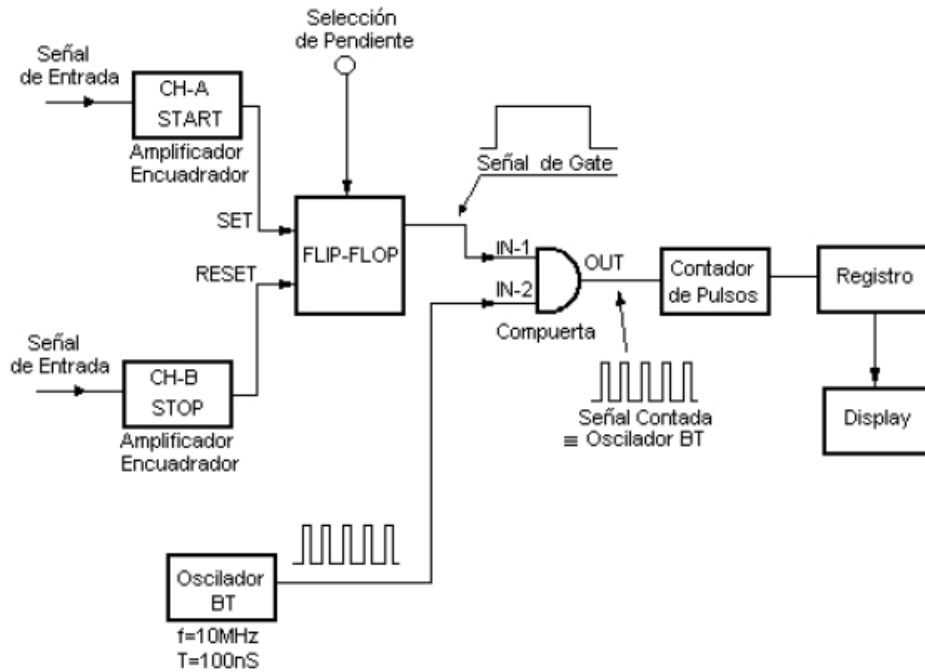 Selección
de Pendiente
Señal
de Entrada
CH-A
START
Amplificador
Encuadrador
Señal de Gate
SET
FLIP-FLOP
RESET
IN-1
IN-2
OUT
Compuerta
Contador
de Pulsos
Registro
Señal
de Entrada
CH-B
STOP
Amplificador
Encuadrador
Señal Contada
≡ Oscilador BT
Display
Oscilador
BT
f=10MHz
T=100nS